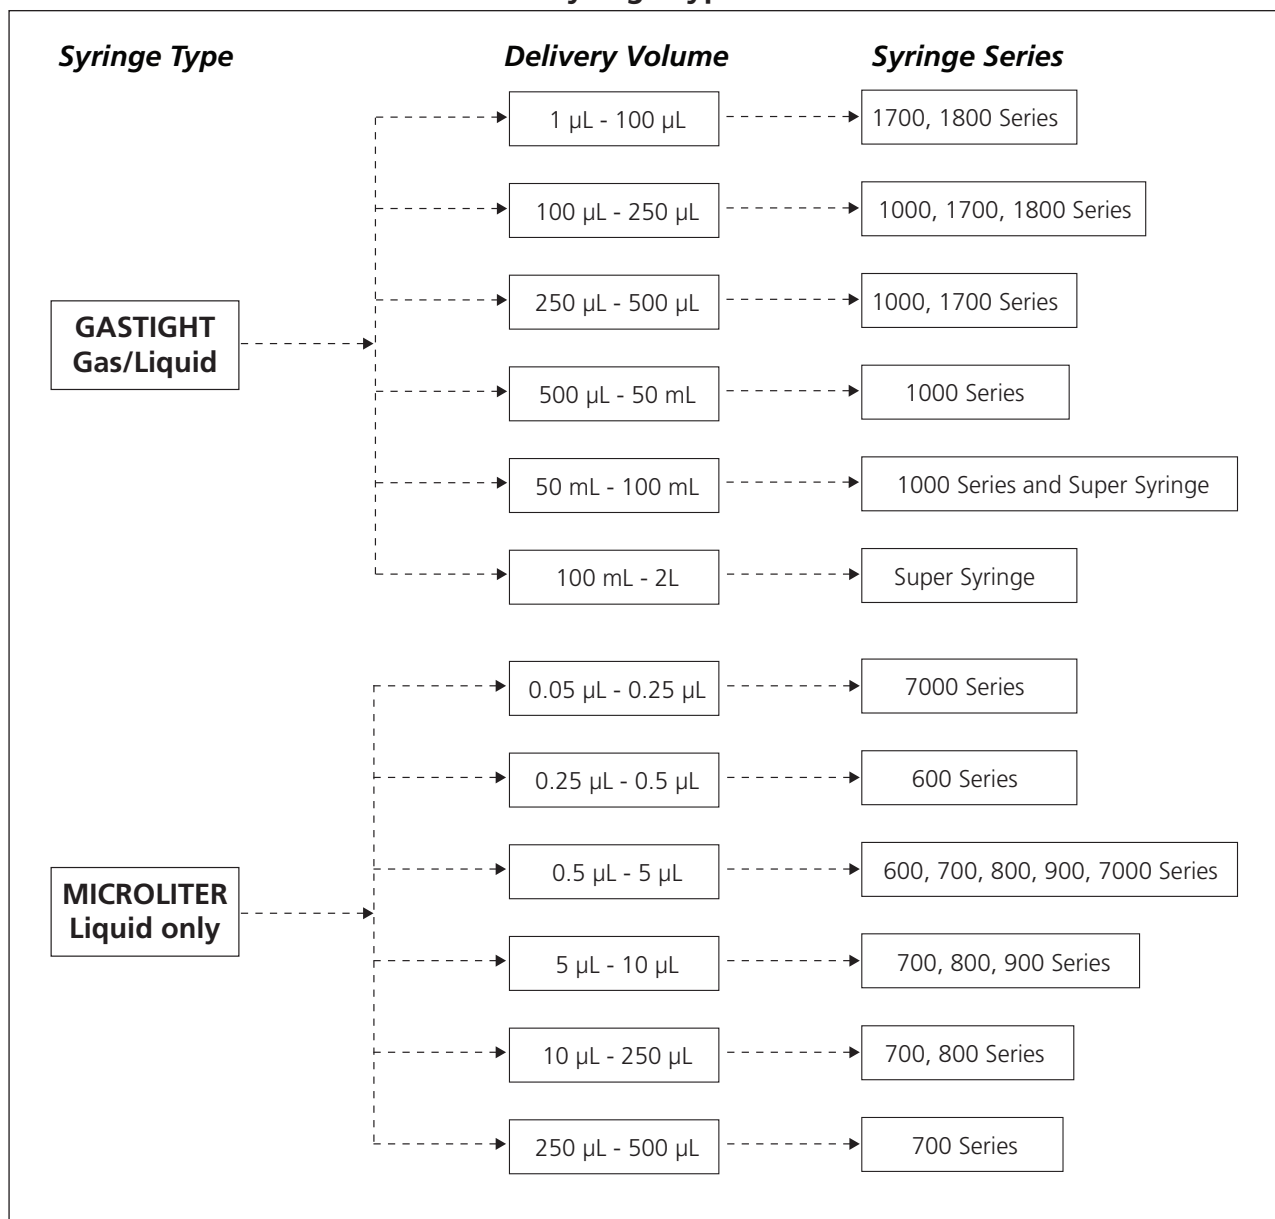 Syringe Type Delivery Volume Syringe Series
1 µL - 100 µL 1700, 1800 Series
100 µL - 250 µL 1000, 1700, 1800 Series
250 µL - 500 µL 1000, 1700 Series
GASTIGHT
Gas/Liquid
500 µL - 50 mL 1000 Series
50 mL - 100 mL 1000 Series and Super Syringe
100 mL - 2L Super Syringe
0.05 µL - 0.25 µL 7000 Series
0.25 µL - 0.5 µL 600 Series
0.5 µL - 5 µL 600, 700, 800, 900, 7000 Series
MICROLITER
Liquid only
5 µL - 10 µL 700, 800, 900 Series
10 µL - 250 µL 700, 800 Series
250 µL - 500 µL 700 Series